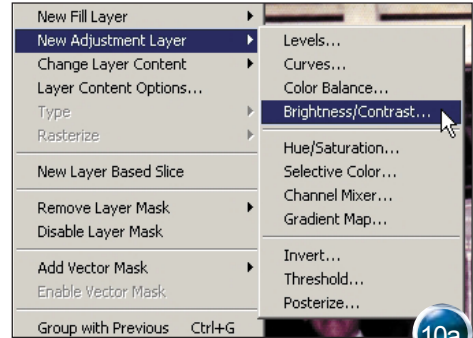 New Fill Layer
New Adjustment Layer
Change Layer Content
Layer Content Options...
Type
Rasterize
New Layer Based Slice
Remove Layer Mask
Disable Layer Mask
Add Vector Mask
Enable Vector Mask
Group with Previous Ctrl+G
Levels...
Curves...
Color Balance...
Brightness/Contrast...
Hue/Saturation...
Selective Color...
Channel Mixer...
Gradient Map...
Invert...
Threshold...
Posterize...
10a